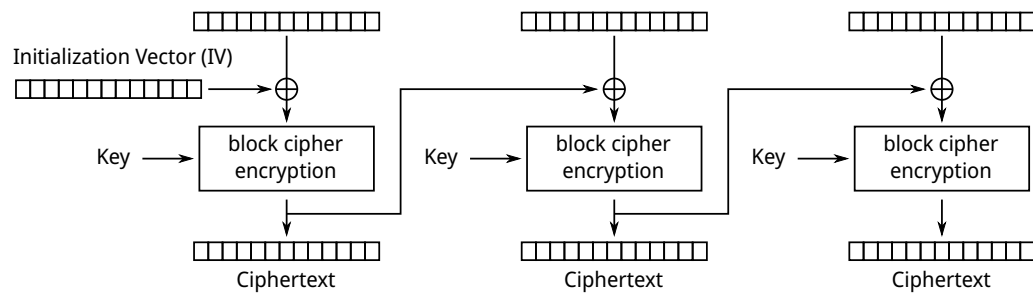 Initialization Vector (IV)
Key
block cipher
encryption
Key
block cipher
encryption
Key
block cipher
encryption
Ciphertext
Ciphertext
Ciphertext